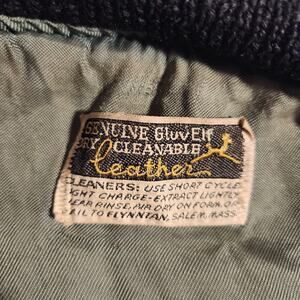 GENUINE GluvElk
DRY CLEANABLE
Leather
CLEANERS: USE SHORT CYCLE
LIGHT CHARGE-EXTRACT LIGHTLY
CLEAR RINSE, AIR DRY ON FORM, OR
MAIL TO FLYNNTAN, SALEM, MASS.